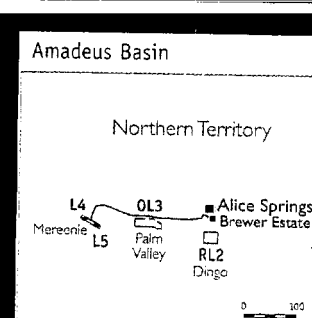 Amadeus Basin
Northern Territory
L4
OL3
Alice Springs
Brewer Estate
Mereenie
L5
Palm
Valley
RL2
Dingo
0 100